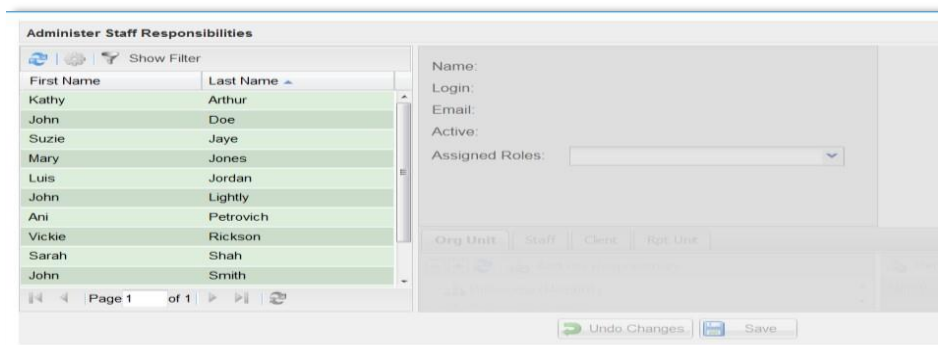 Administer Staff Responsibilities
Show Filter
First Name Last Name
Kathy Arthur
John Doe
Suzie Jaye
Mary Jones
Luis Jordan
John Lightly
Ani Petrovich
Vickie Rickson
Sarah Shah
John Smith
Page 1 of 1
Name:
Login:
Email:
Active:
Assigned Roles:
Org Unit Staff Client Rpt Unit
Undo Changes Save